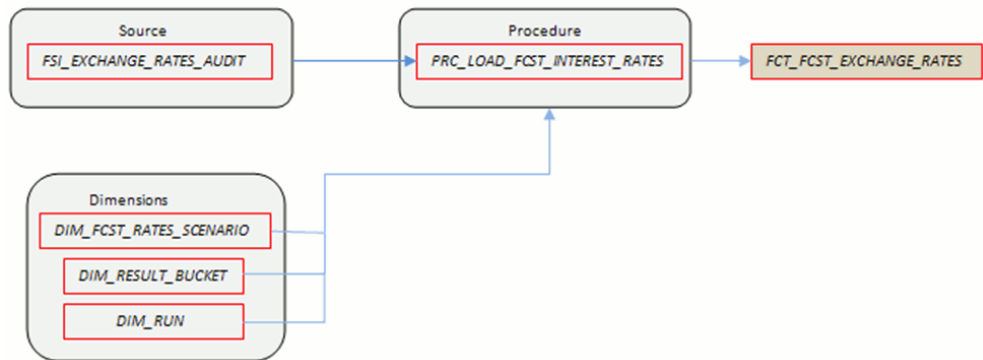 Source
FSI_EXCHANGE_RATES_AUDIT
Procedure
PRC_LOAD_FCST_INTEREST_RATES
FCT_FCST_EXCHANGE_RATES
Dimensions
DIM_FCST_RATES_SCENARIO
DIM_RESULT_BUCKET
DIM_RUN